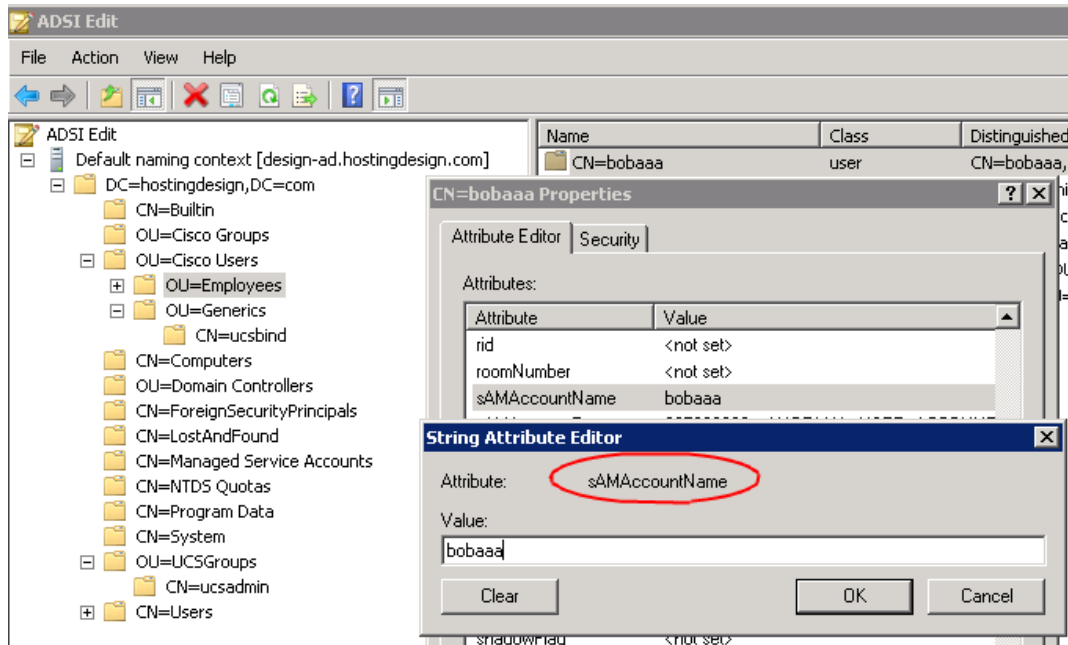 ADSI Edit
File Action View Help
ADSI Edit
Default naming context [design-ad.hostingdesign.com]
DC=hostingdesign,DC=com
CN=Builtin
OU=Cisco Groups
OU=Cisco Users
OU=Employees
OU=Generics
CN=ucsbind
CN=Computers
OU=Domain Controllers
CN=ForeignSecurityPrincipals
CN=LostAndFound
CN=Managed Service Accounts
CN=NTDS Quotas
CN=Program Data
CN=System
OU=UCSGroups
CN=ucsadmin
CN=Users
Name Class Distinguished
CN=bobaaa user CN=bobaaa,
CN=bobaaa Properties
Attribute Editor Security
Attributes:
Attribute Value
rid <not set>
roomNumber <not set>
sAMAccountName bobaaa
String Attribute Editor
Attribute: sAMAccountName
Value:
bobaaa
Clear OK Cancel
shadowFlag <not set>